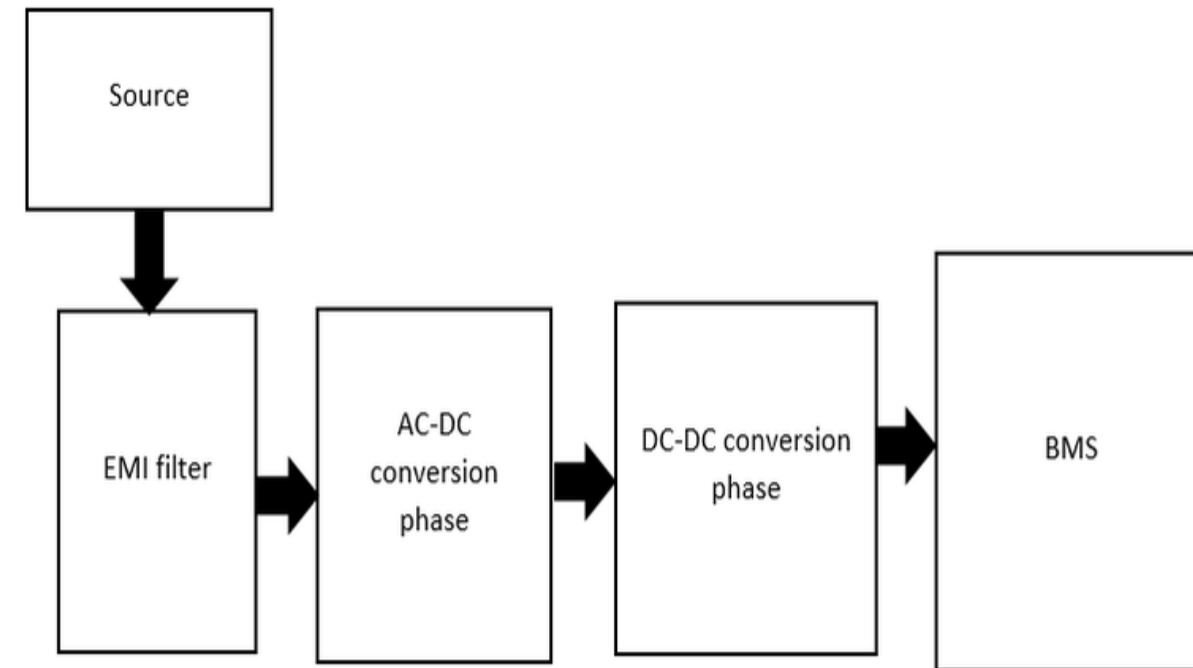 Source
EMI filter
AC-DC
conversion
phase
DC-DC conversion
phase
BMS